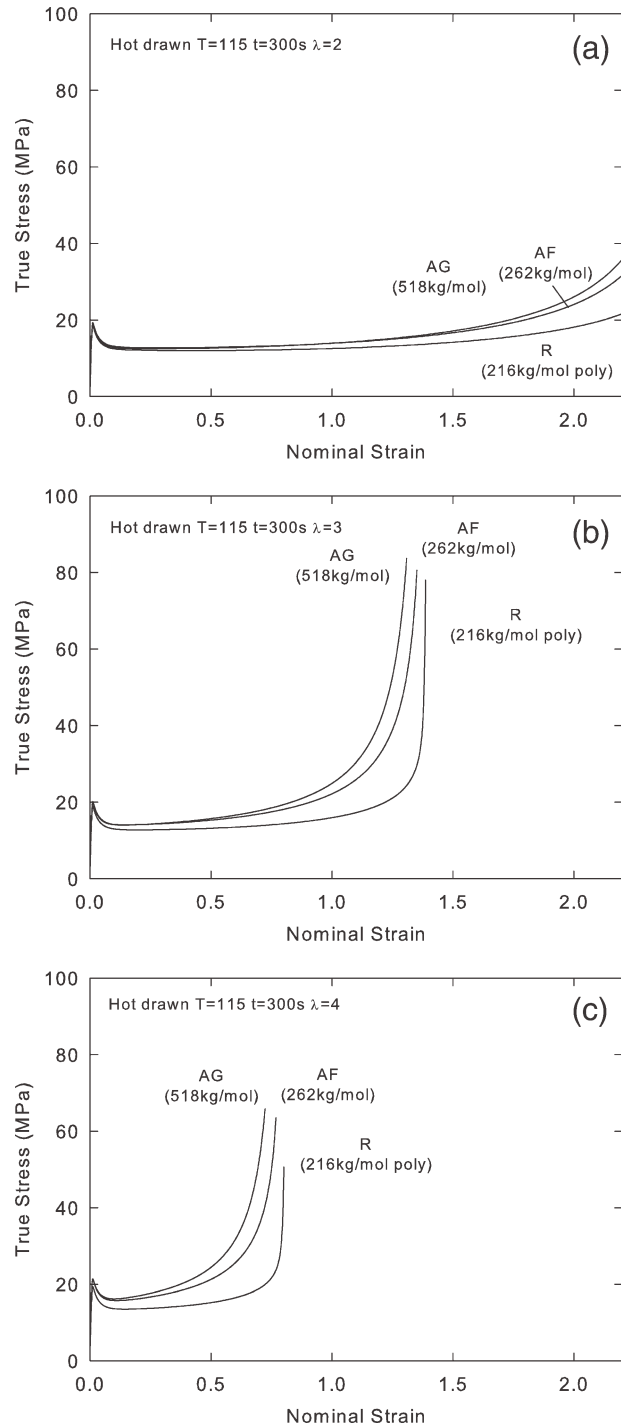 100
Hot drawn T=115 t=300s λ=2
(a)
80
True Stress (MPa)
60
40
AG
(518kg/mol)
AF
(262kg/mol)
20
R
(216kg/mol poly)
0
0.0 0.5 1.0 1.5 2.0
Nominal Strain
100
Hot drawn T=115 t=300s λ=3
(b)
AG
(518kg/mol)
AF
(262kg/mol)
80
R
(216kg/mol poly)
True Stress (MPa)
60
40
20
0
0.0 0.5 1.0 1.5 2.0
Nominal Strain
100
Hot drawn T=115 t=300s λ=4
(c)
80
AG
(518kg/mol)
AF
(262kg/mol)
True Stress (MPa)
60
R
(216kg/mol poly)
40
20
0
0.0 0.5 1.0 1.5 2.0
Nominal Strain